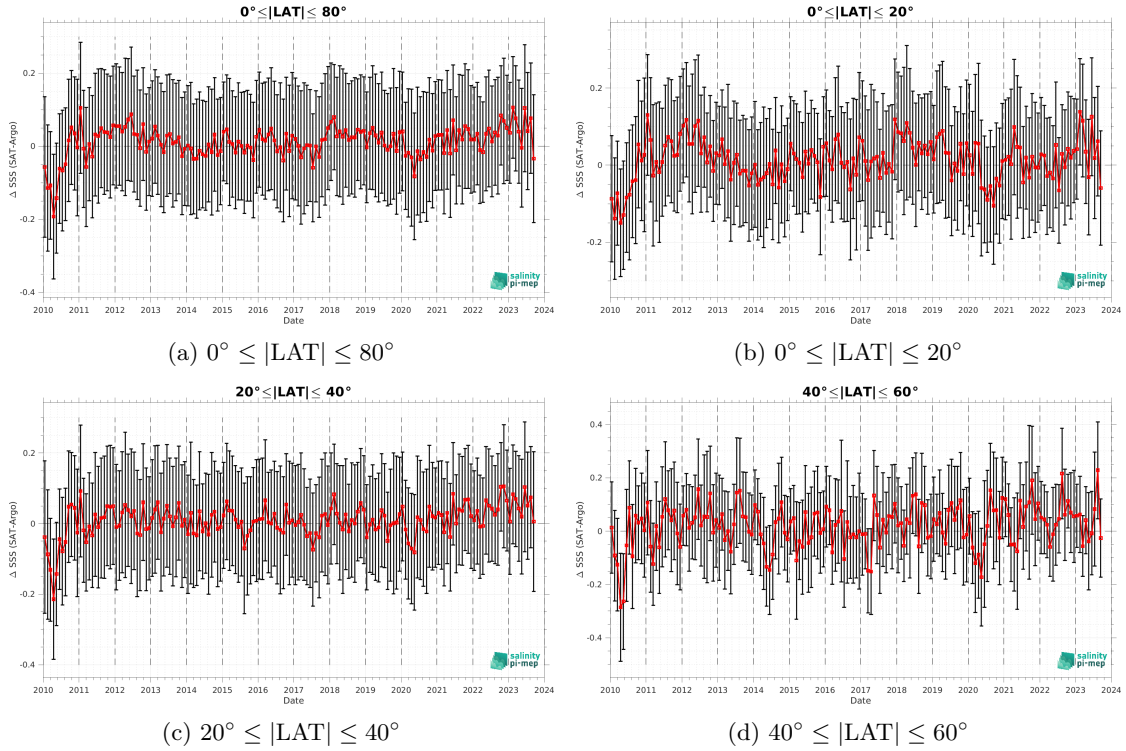 0°≤|LAT|≤ 80°
Δ SSS (SAT-Argo)
0.2
0
-0.2
-0.4
2010 2011 2012 2013 2014 2015 2016 2017 2018 2019 2020 2021 2022 2023 2024
Date
salinity
pi-mep
(a) 0° ≤ |LAT| ≤ 80°
0°≤|LAT|≤ 20°
Δ SSS (SAT-Argo)
0.2
0
-0.2
2010 2011 2012 2013 2014 2015 2016 2017 2018 2019 2020 2021 2022 2023 2024
Date
salinity
pi-mep
(b) 0° ≤ |LAT| ≤ 20°
20°≤|LAT|≤ 40°
Δ SSS (SAT-Argo)
0.2
0
-0.2
-0.4
2010 2011 2012 2013 2014 2015 2016 2017 2018 2019 2020 2021 2022 2023 2024
Date
salinity
pi-mep
(c) 20° ≤ |LAT| ≤ 40°
40°≤|LAT|≤ 60°
Δ SSS (SAT-Argo)
0.4
0.2
0
-0.2
-0.4
2010 2011 2012 2013 2014 2015 2016 2017 2018 2019 2020 2021 2022 2023 2024
Date
salinity
pi-mep
(d) 40° ≤ |LAT| ≤ 60°